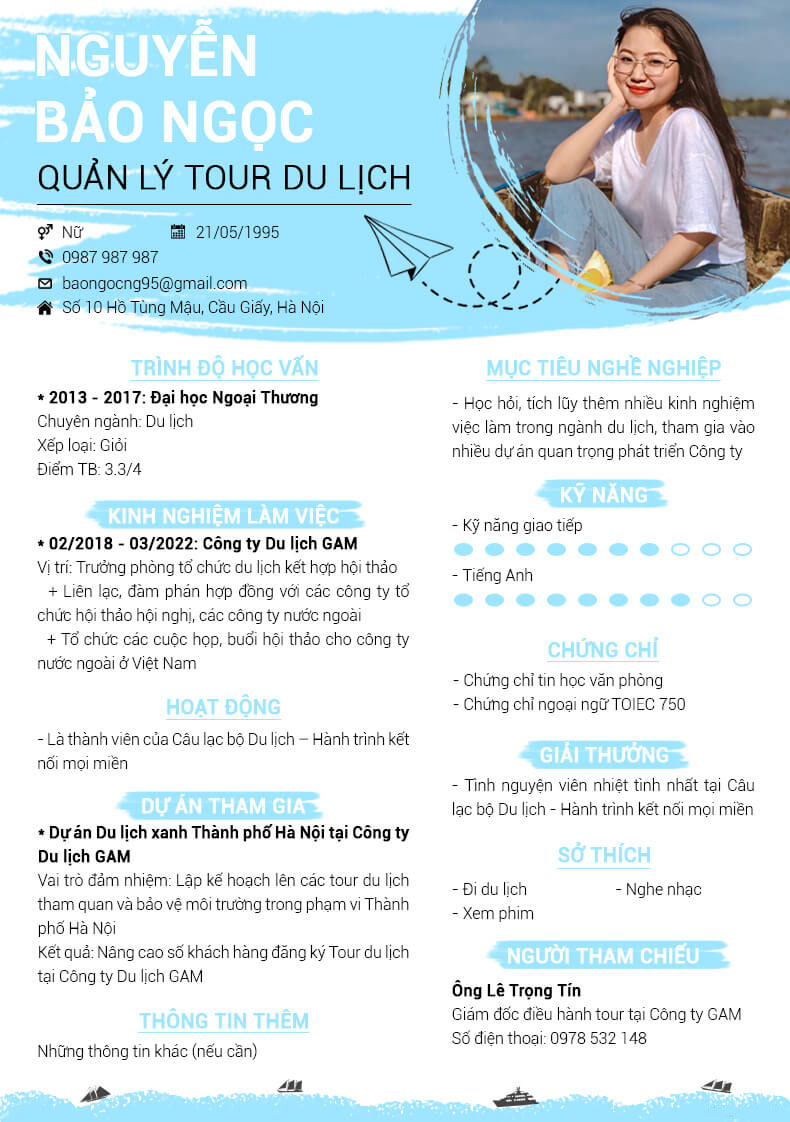 NGUYỄN
BẢO NGỌC
QUẢN LÝ TOUR DU LỊCH
Nữ 21/05/1995
0987 987 987
baongocng95@gmail.com
Số 10 Hồ Tùng Mậu, Cầu Giấy, Hà Nội
TRÌNH ĐỘ HỌC VẤN
* 2013 - 2017: Đại học Ngoại Thương
Chuyên ngành: Du lịch
Xếp loại: Giỏi
Điểm TB: 3.3/4
KINH NGHIỆM LÀM VIỆC
* 02/2018 - 03/2022: Công ty Du lịch GAM
Vị trí: Trưởng phòng tổ chức du lịch kết hợp hội thảo
+ Liên lạc, đàm phán hợp đồng với các công ty tổ
chức hội thảo hội nghị, các công ty nước ngoài
+ Tổ chức các cuộc họp, buổi hội thảo cho công ty
nước ngoài ở Việt Nam
HOẠT ĐỘNG
- Là thành viên của Câu lạc bộ Du lịch – Hành trình kết
nối mọi miền
DỰ ÁN THAM GIA
* Dự án Du lịch xanh Thành phố Hà Nội tại Công ty
Du lịch GAM
Vai trò đảm nhiệm: Lập kế hoạch lên các tour du lịch
tham quan và bảo vệ môi trường trong phạm vi Thành
phố Hà Nội
Kết quả: Nâng cao số khách hàng đăng ký Tour du lịch
tại Công ty Du lịch GAM
THÔNG TIN THÊM
Những thông tin khác (nếu cần)
MỤC TIÊU NGHỀ NGHIỆP
- Học hỏi, tích lũy thêm nhiều kinh nghiệm
việc làm trong ngành du lịch, tham gia vào
nhiều dự án quan trọng phát triển Công ty
KỸ NĂNG
- Kỹ năng giao tiếp
- Tiếng Anh
CHỨNG CHỈ
- Chứng chỉ tin học văn phòng
- Chứng chỉ ngoại ngữ TOIEC 750
GIẢI THƯỞNG
- Tình nguyện viên nhiệt tình nhất tại Câu
lạc bộ Du lịch - Hành trình kết nối mọi miền
SỞ THÍCH
- Đi du lịch - Nghe nhạc
- Xem phim
NGƯỜI THAM CHIẾU
Ông Lê Trọng Tín
Giám đốc điều hành tour tại Công ty GAM
Số điện thoại: 0978 532 148